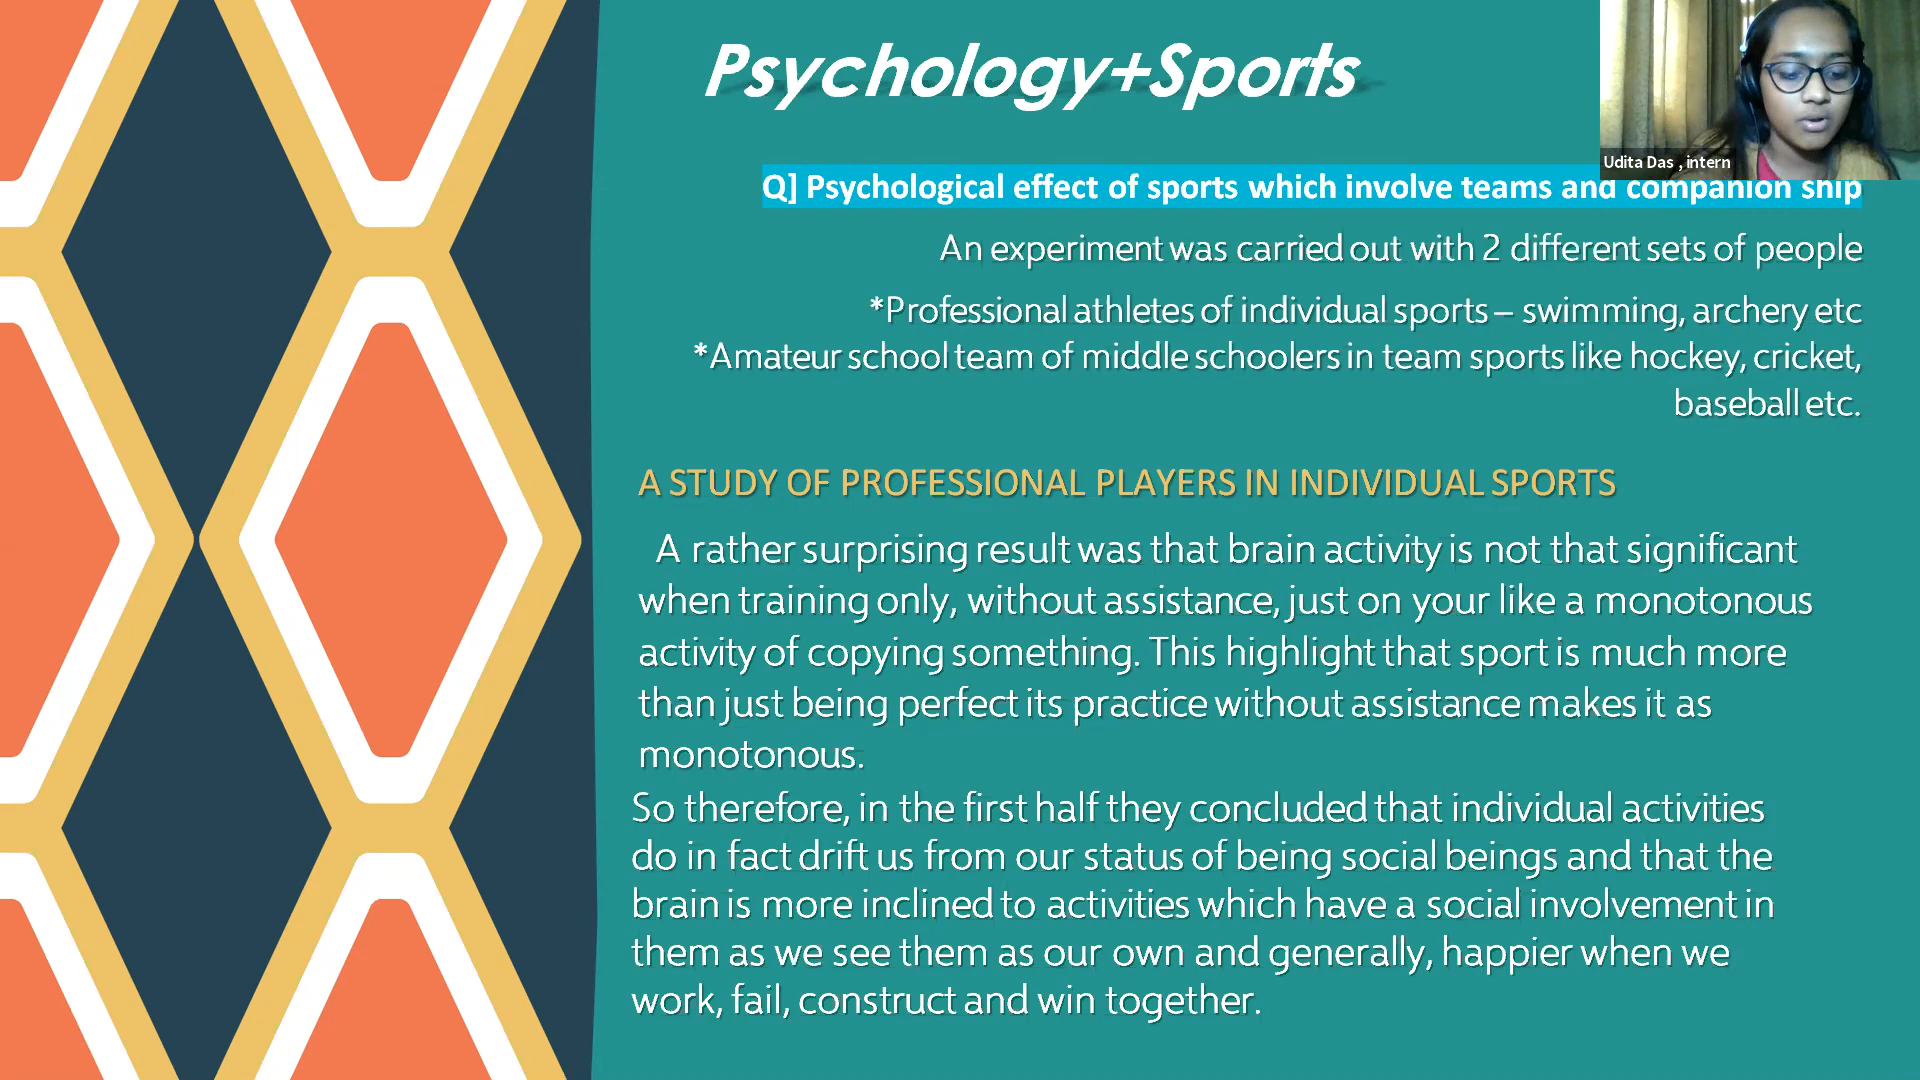 Psychology+Sports
Udita Das , intern
Q] Psychological effect of sports which involve teams and companion ship
An experiment was carried out with 2 different sets of people
*Professional athletes of individual sports – swimming, archery etc
*Amateur school team of middle schoolers in team sports like hockey, cricket,
baseball etc.
A STUDY OF PROFESSIONAL PLAYERS IN INDIVIDUAL SPORTS
A rather surprising result was that brain activity is not that significant
when training only, without assistance, just on your like a monotonous
activity of copying something. This highlight that sport is much more
than just being perfect its practice without assistance makes it as
monotonous.
So therefore, in the first half they concluded that individual activities
do in fact drift us from our status of being social beings and that the
brain is more inclined to activities which have a social involvement in
them as we see them as our own and generally, happier when we
work, fail, construct and win together.